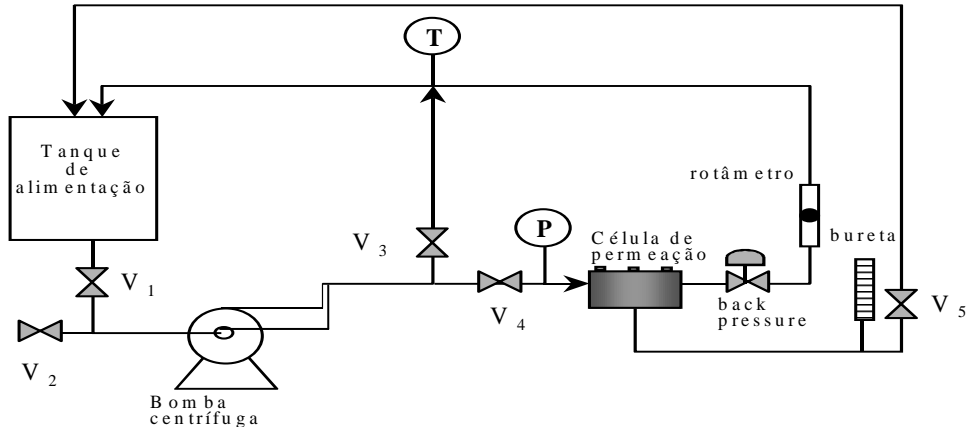 T
Tanque
de
alimentação
rotâmetro
P
V 3
Célula de
permeação
bureta
V 1
V 4
back
pressure
V 5
V 2
Bomba
centrífuga